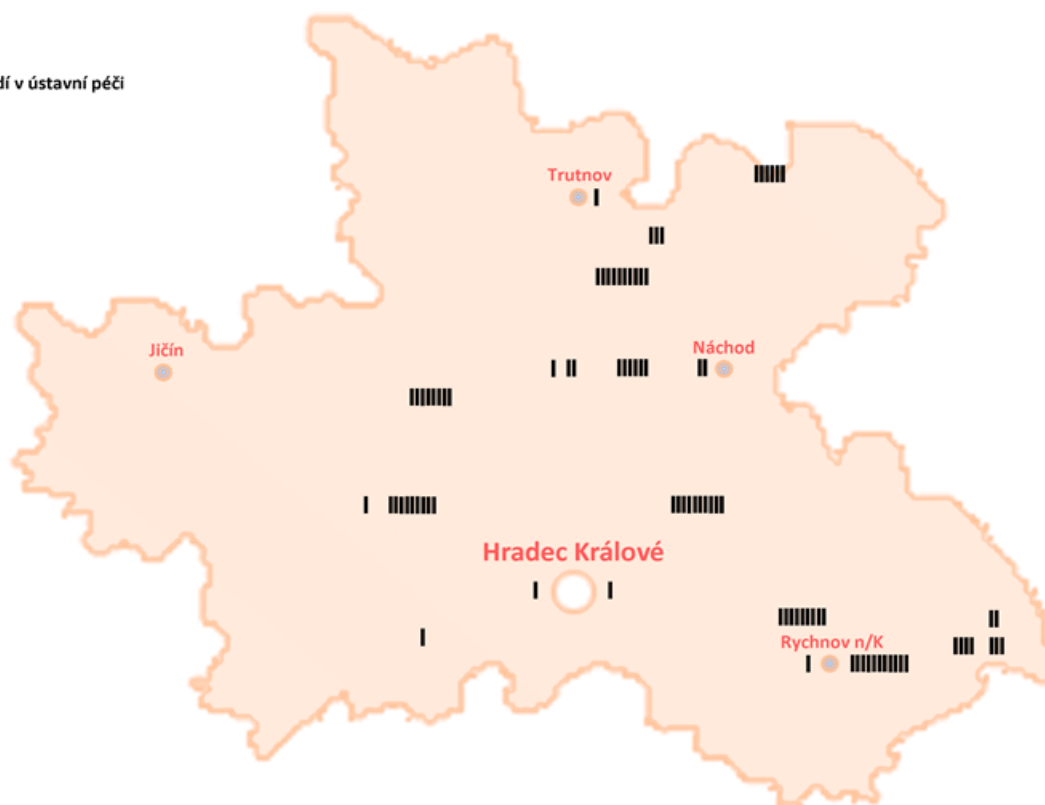 dí v ústavní péči
Trutnov
Jičín
Náchod
Hradec Králové
Rychnov n/K